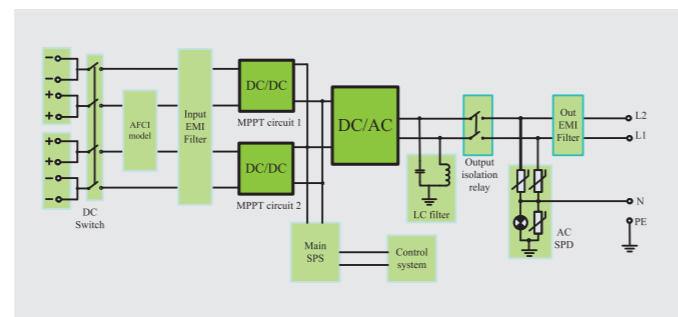 −
−
+
+
+
+
−
−
DC
Switch
AFCI
model
Input
EMI
Filter
DC/DC
MPPT circuit 1
DC/DC
MPPT circuit 2
DC/AC
LC filter
Output
isolation
relay
Out
EMI
Filter
L2
L1
N
PE
AC
SPD
Main
SPS
Control
system